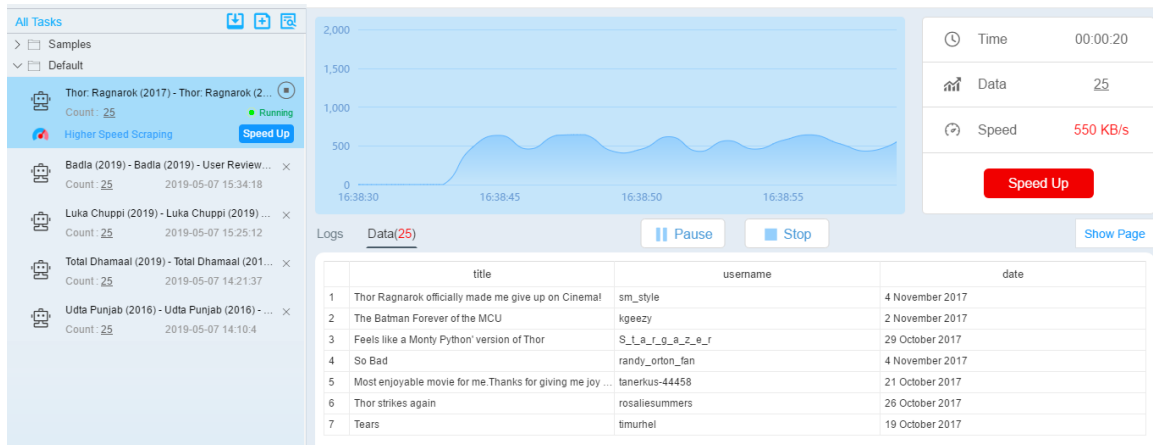 All Tasks
Samples
Default
Thor: Ragnarok (2017) - Thor: Ragnarok (2...
Count : 25
Running
Higher Speed Scraping
Speed Up
Badla (2019) - Badla (2019) - User Review...
Count : 25 2019-05-07 15:34:18
Luka Chuppi (2019) - Luka Chuppi (2019) ...
Count : 25 2019-05-07 15:25:12
Total Dhamaal (2019) - Total Dhamaal (201...
Count : 25 2019-05-07 14:21:37
Udta Punjab (2016) - Udta Punjab (2016) - ...
Count : 25 2019-05-07 14:10:4
2,000
1,500
1,000
500
0
16:38:30 16:38:45 16:38:50 16:38:55
Time 00:00:20
Data 25
Speed 550 KB/s
Speed Up
Logs Data(25) Pause Stop Show Page
title username date
1 Thor Ragnarok officially made me give up on Cinema! sm_style 4 November 2017
2 The Batman Forever of the MCU kgeezy 2 November 2017
3 Feels like a Monty Python' version of Thor S_t_a_r_g_a_z_e_r 29 October 2017
4 So Bad randy_orton_fan 4 November 2017
5 Most enjoyable movie for me.Thanks for giving me joy ... tanerkus-44458 21 October 2017
6 Thor strikes again rosaliesummers 26 October 2017
7 Tears timurhel 19 October 2017